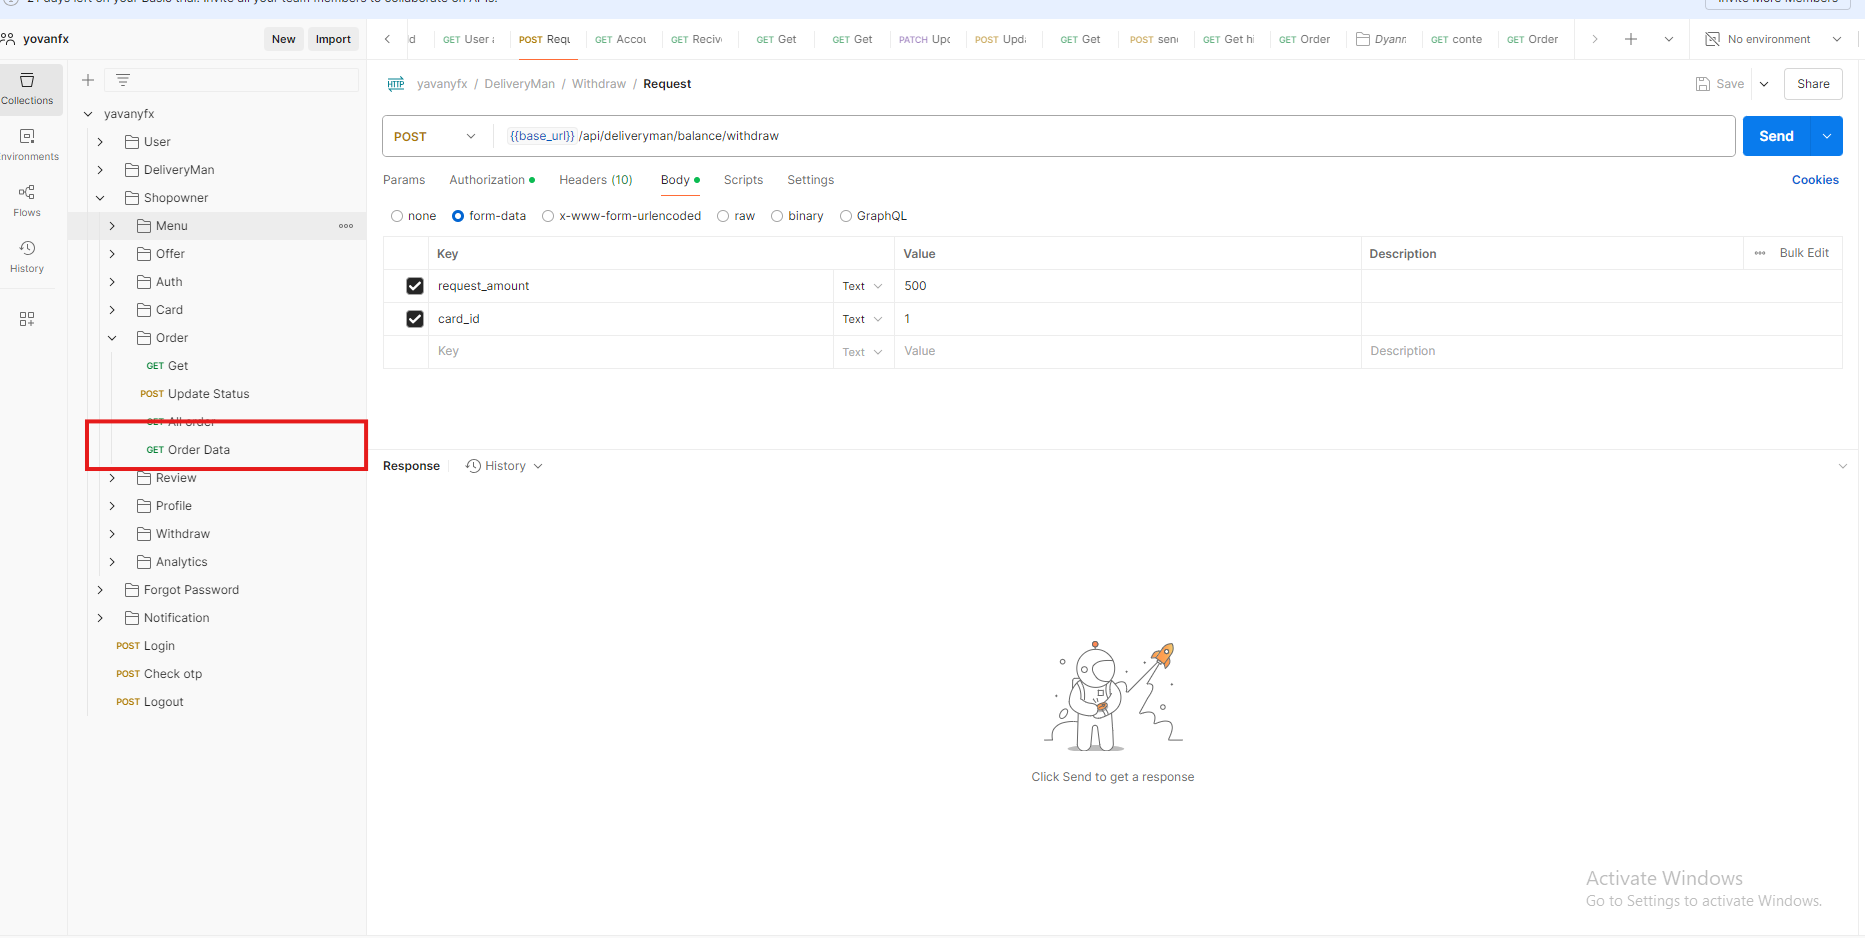 yovanfx
New
Import
GET User
POST Requ
GET Accou
GET Reciv
GET Get
GET Get
PATCH Upd
POST Upda
GET Get
POST send
GET Get hi
GET Order
Dyanm
GET conte
GET Order
No environment
Collections
Environments
Flows
History
yavanyfx
User
DeliveryMan
Shopowner
Menu
Offer
Auth
Card
Order
GET Get
POST Update Status
GET All order
GET Order Data
Review
Profile
Withdraw
Analytics
Forgot Password
Notification
POST Login
POST Check otp
POST Logout
HTTP yavanyfx / DeliveryMan / Withdraw / Request
Save
Share
POST
{{base_url}} /api/deliveryman/balance/withdraw
Send
Params Authorization Headers (10) Body Scripts Settings
Cookies
none form-data x-www-form-urlencoded raw binary GraphQL
Key Value Description Bulk Edit
request_amount Text 500
card_id Text 1
Key Text Value Description
Response History
Click Send to get a response
Activate Windows
Go to Settings to activate Windows.